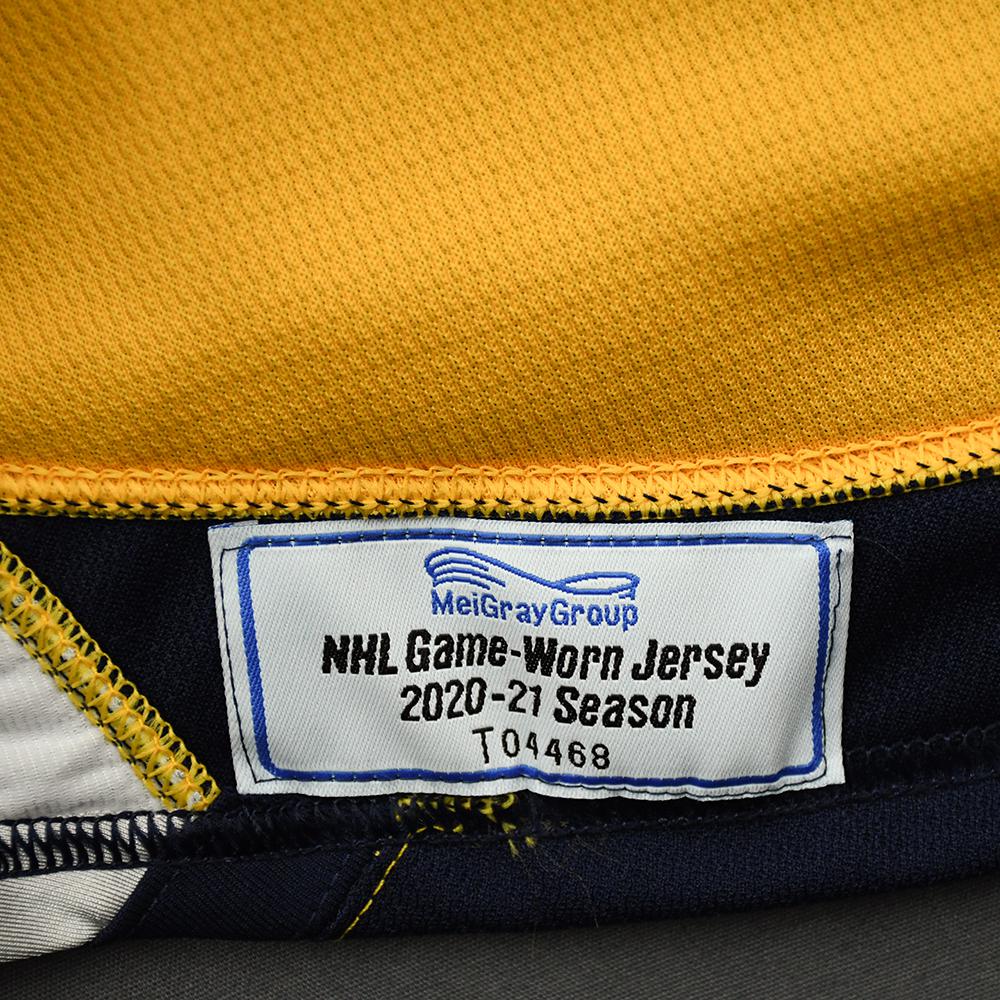 MeiGrayGroup
NHL Game-Worn Jersey
2020-21 Season
T04468